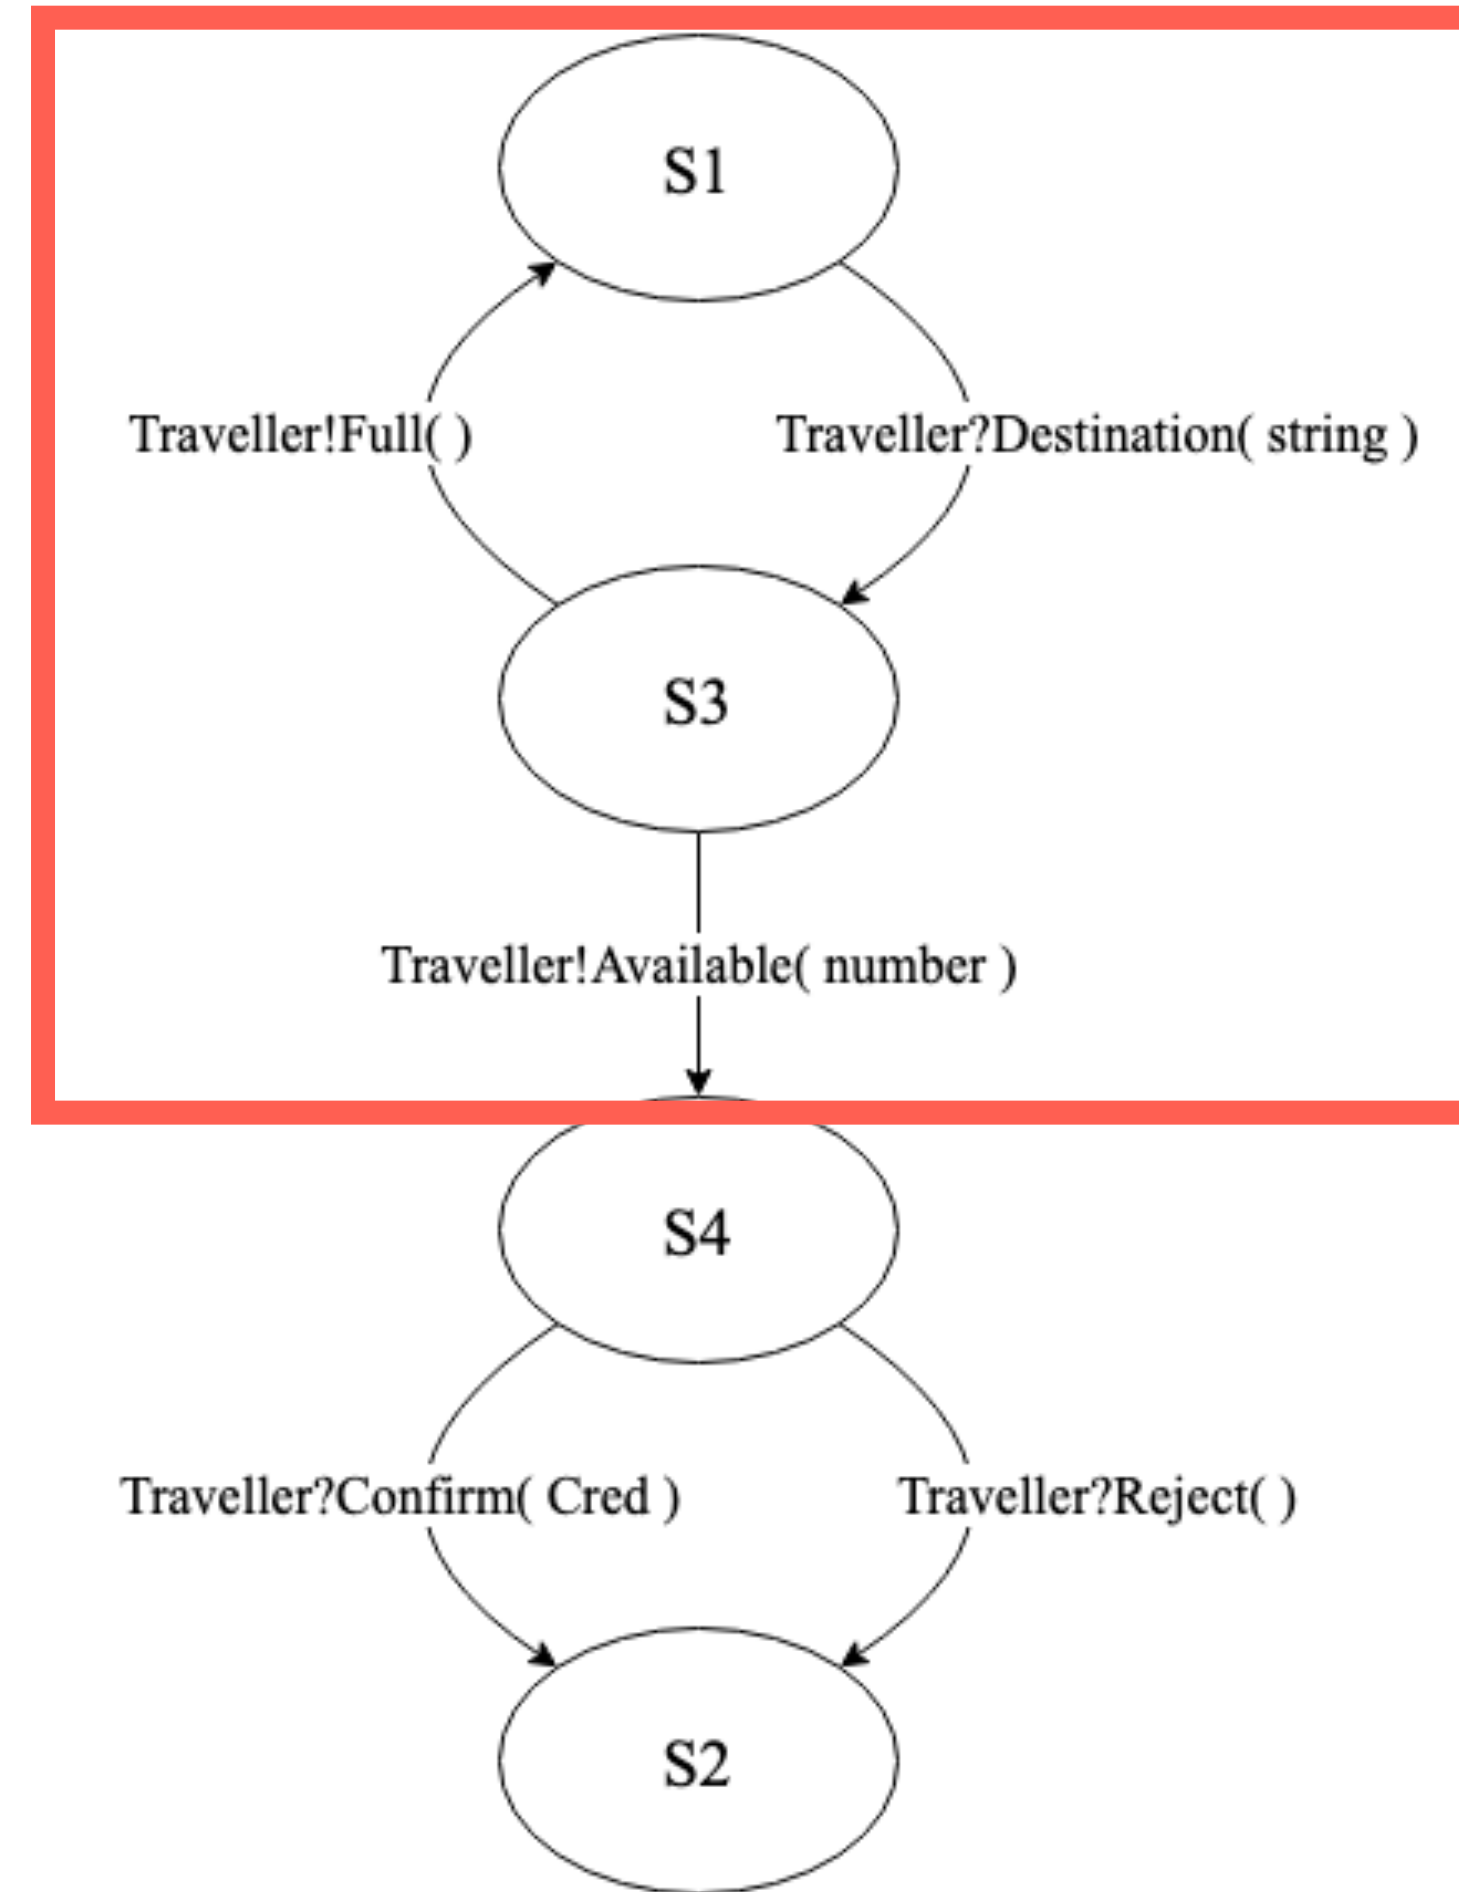 S1
Traveller!Full( )
Traveller?Destination( string )
S3
Traveller!Available( number )
S4
Traveller?Confirm( Cred )
Traveller?Reject( )
S2